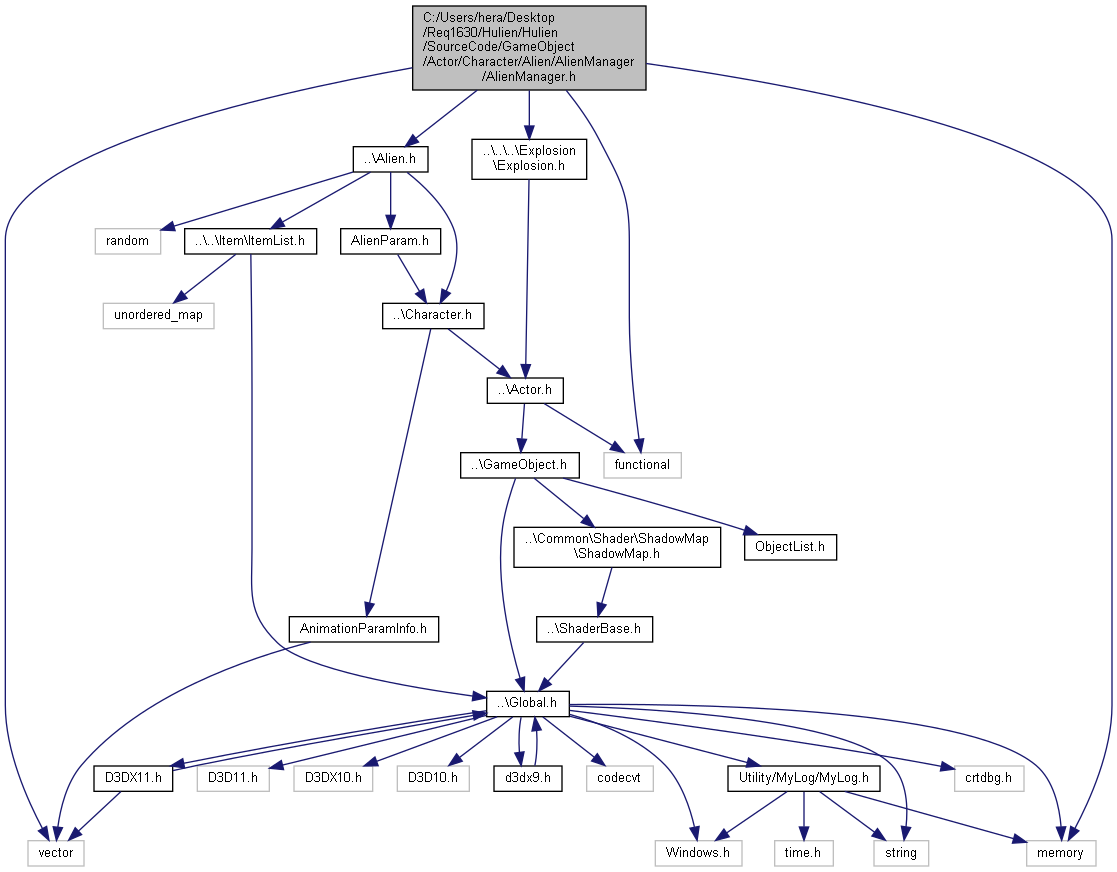 C:/Users/hera/Desktop
/Req1630/Hulien/Hulien
/SourceCode/GameObject
/Actor/Character/Alien/AlienManager
/AlienManager.h
..\Alien.h
..\..\..\Explosion
\Explosion.h
random
..\..\Item\ItemList.h
AlienParam.h
unordered_map
..\Character.h
..\Actor.h
..\GameObject.h
functional
..\Common\Shader\ShadowMap
\ShadowMap.h
ObjectList.h
AnimationParamInfo.h
..\ShaderBase.h
..\Global.h
D3DX11.h
D3D11.h
D3DX10.h
D3D10.h
d3dx9.h
codecvt
Utility/MyLog/MyLog.h
crtdbg.h
vector
Windows.h
time.h
string
memory